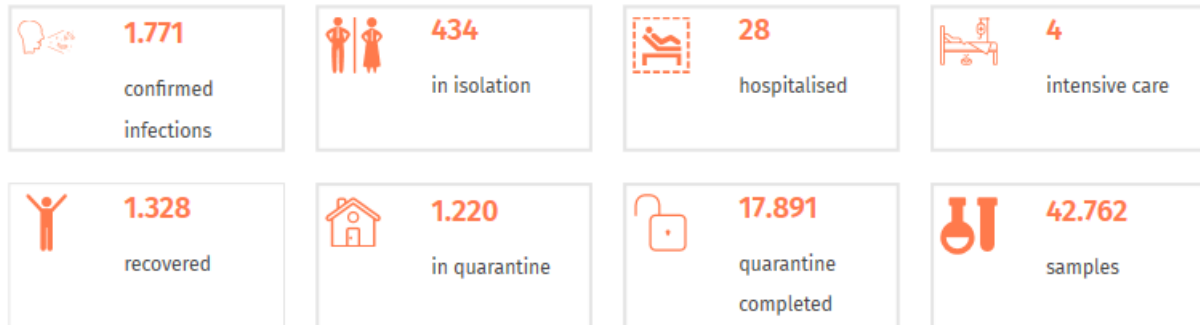 1.771
confirmed
infections
434
in isolation
28
hospitalised
4
intensive care
1.328
recovered
1.220
in quarantine
17.891
quarantine
completed
42.762
samples